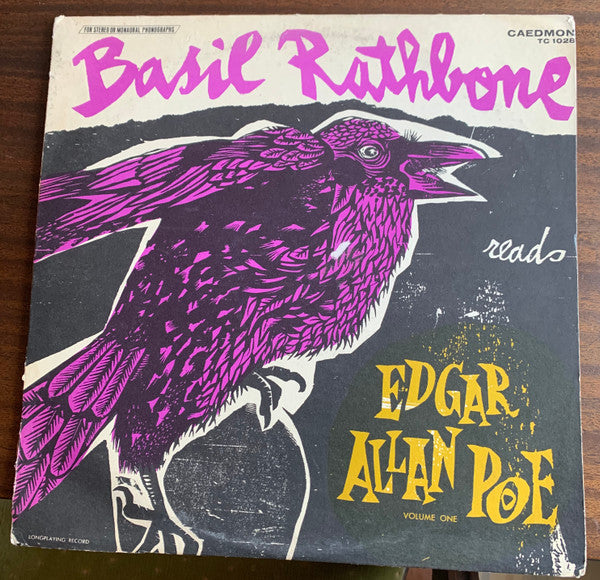 FOR STEREO OR MONAURAL PHONOGRAPHS
CAEDMON
TC 1028
Basil Rathbone
reads
EDGAR
ALLAN POE
VOLUME ONE
LONGPLAYING RECORD